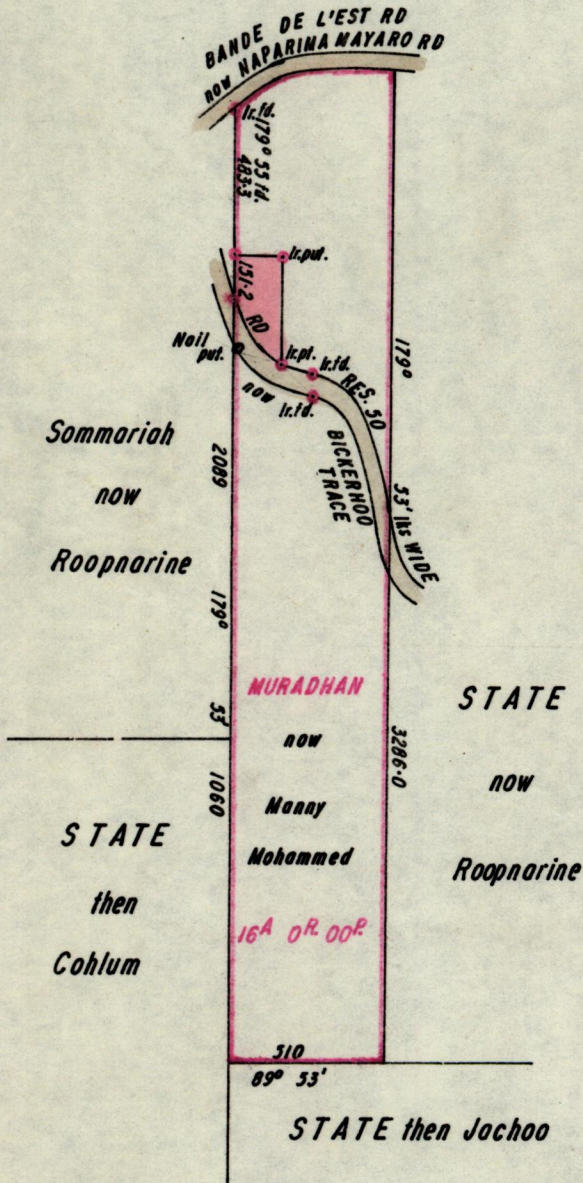 BANDE DE L'EST RD
now NAPARIMA MAYARO RD
Ir.fd.
179° 55 fd.
483·3
Ir.put.
151·2
RD
Nail
put.
now
Ir.pt.
Ir.fd.
Ir.fd.
RES. 50
BICKERHOO
TRACE
lks WIDE
179°
53'
Sommariah
now
Roopnarine
2089
179°
53'
MURADHAN
now
Manny
Mohammed
16A 0R. 00P.
STATE
now
Roopnarine
3286·0
1060
STATE
then
Cohlum
510
89° 53'
STATE then Jachoo